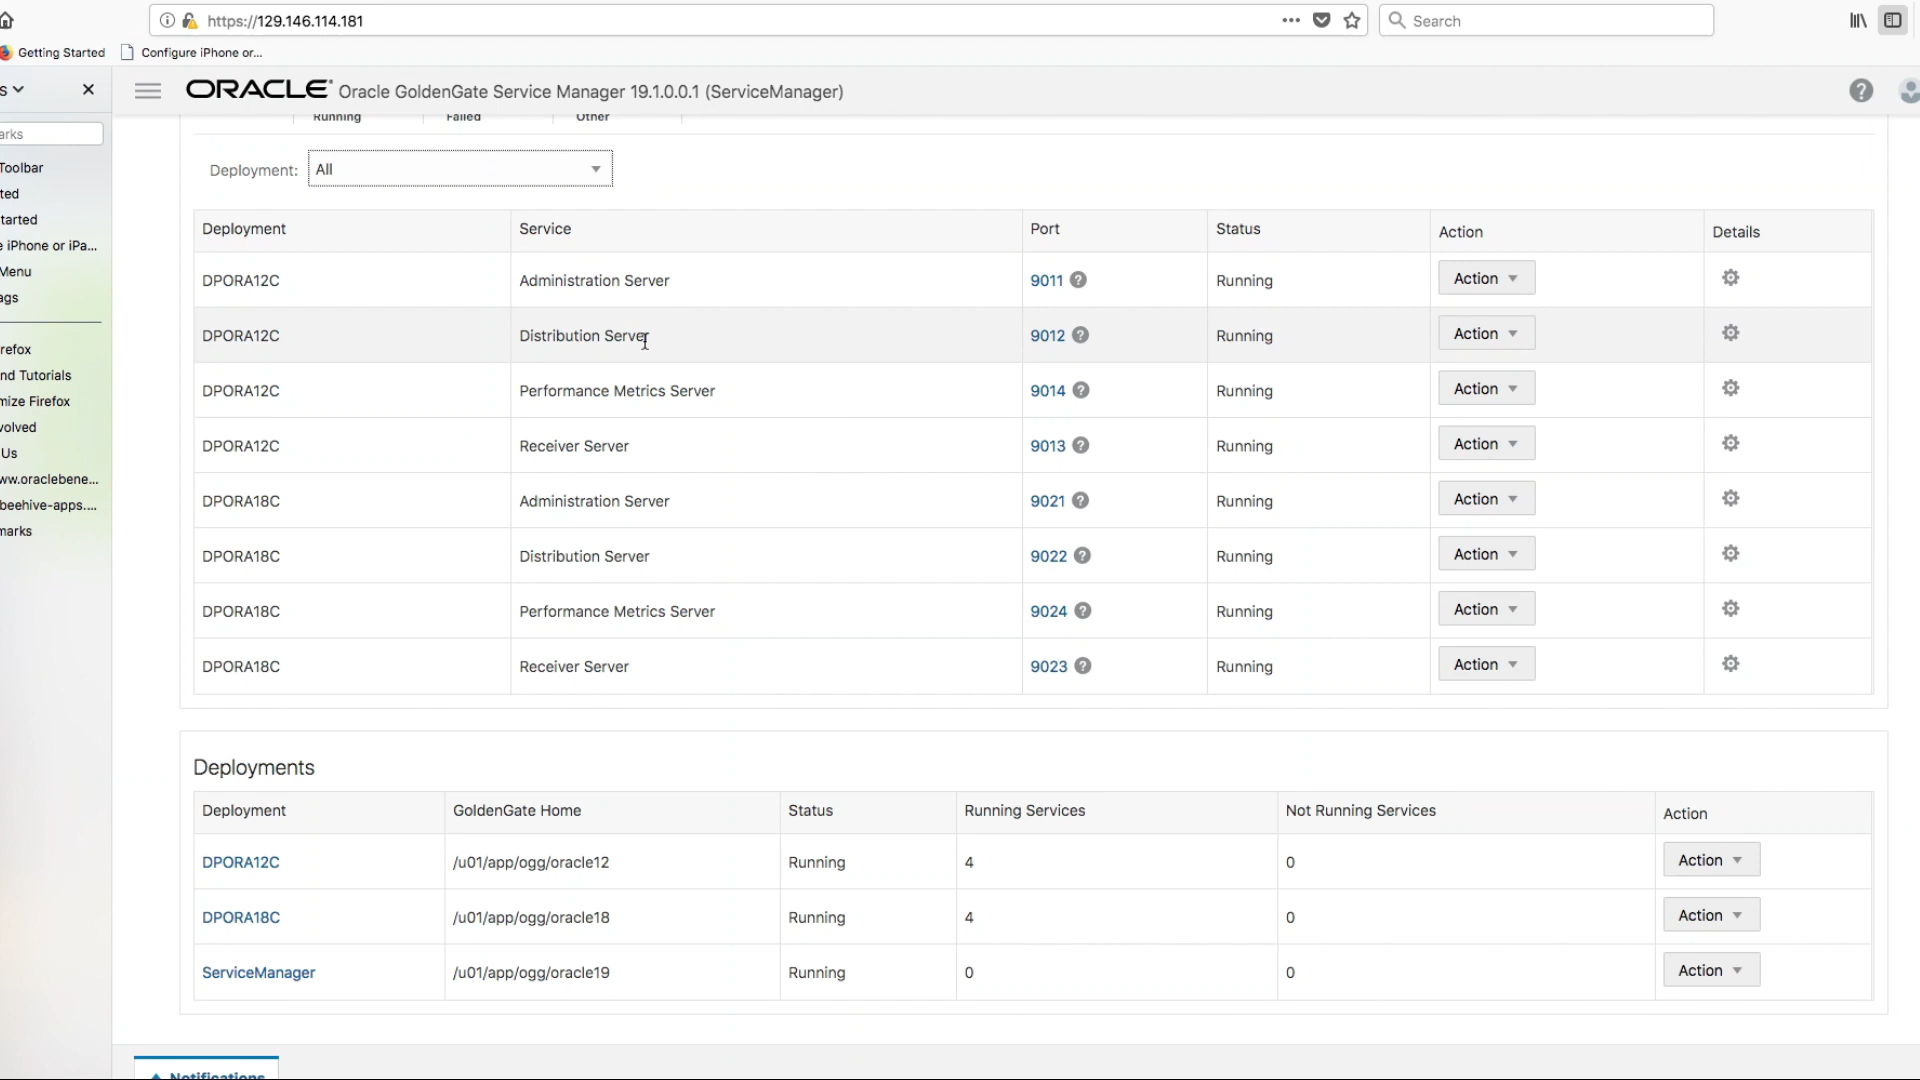 https://129.146.114.181
Search
Getting Started
Configure iPhone or...
s
ORACLE Oracle GoldenGate Service Manager 19.1.0.0.1 (ServiceManager)
arks
Toolbar
ted
tarted
e iPhone or iPa...
Menu
ags
refox
nd Tutorials
mize Firefox
volved
Us
ww.oraclebene...
beehive-apps....
marks
Running Failed Other
Deployment: All
Deployment Service Port Status Action Details
DPORA12C Administration Server 9011 Running Action
DPORA12C Distribution Server 9012 Running Action
DPORA12C Performance Metrics Server 9014 Running Action
DPORA12C Receiver Server 9013 Running Action
DPORA18C Administration Server 9021 Running Action
DPORA18C Distribution Server 9022 Running Action
DPORA18C Performance Metrics Server 9024 Running Action
DPORA18C Receiver Server 9023 Running Action
Deployments
Deployment GoldenGate Home Status Running Services Not Running Services Action
DPORA12C /u01/app/ogg/oracle12 Running 4 0 Action
DPORA18C /u01/app/ogg/oracle18 Running 4 0 Action
ServiceManager /u01/app/ogg/oracle19 Running 0 0 Action
Notifications